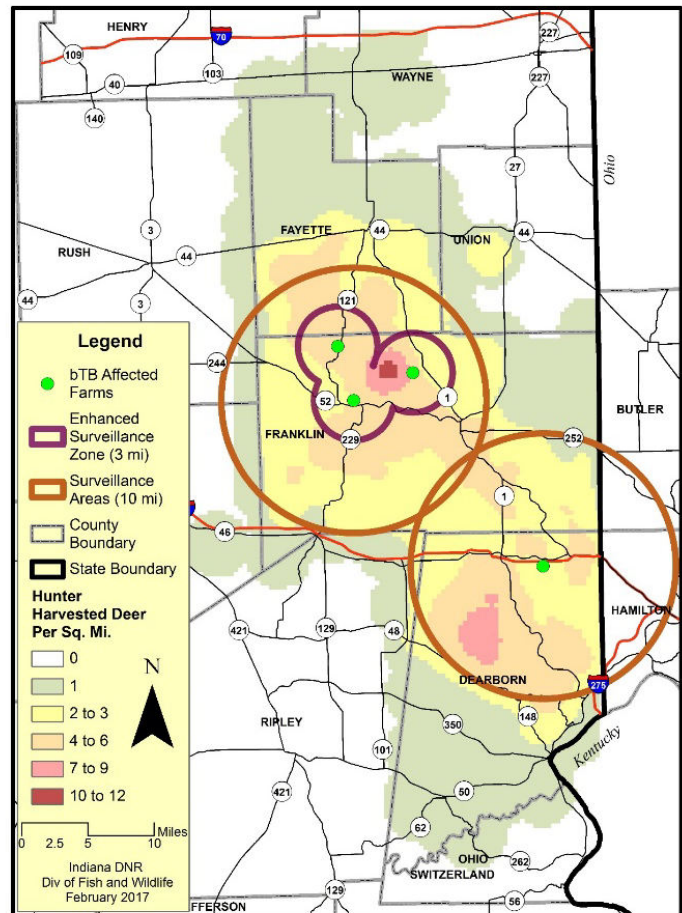 HENRY
70
227
109
103
WAYNE
40
227
140
27
Ohio
3
FAYETTE
44
UNION
44
RUSH
44
44
3
121
Legend
bTB Affected
Farms
Enhanced
Surveillance
Zone (3 mi)
Surveillance
Areas (10 mi)
County
Boundary
State Boundary
Hunter
Harvested Deer
Per Sq. Mi.
0
1
2 to 3
4 to 6
7 to 9
10 to 12
N
0 2.5 5 10
Miles
Indiana DNR
Div of Fish and Wildlife
February 2017
244
52
1
BUTLER
FRANKLIN
229
252
1
46
HAMILTON
421
129
48
DEARBORN
275
RIPLEY
350
148
Kentucky
101
421
50
62
OHIO
262
SWITZERLAND
129
56
FFERSON